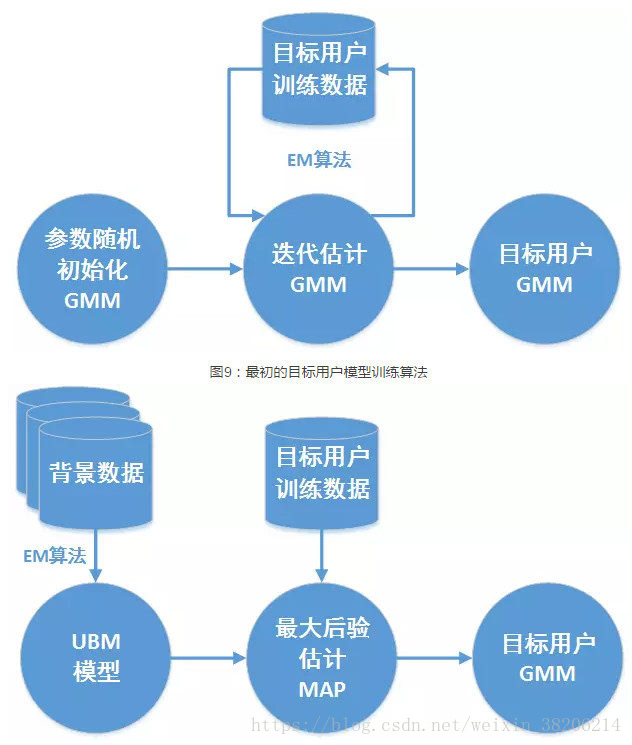 目标用户
训练数据
EM算法
参数随机
初始化
GMM
迭代估计
GMM
目标用户
GMM
图9：最初的目标用户模型训练算法
背景数据
目标用户
训练数据
EM算法
UBM
模型
最大后验
估计
MAP
目标用户
GMM
https://blog.csdn.net/weixin_38206214